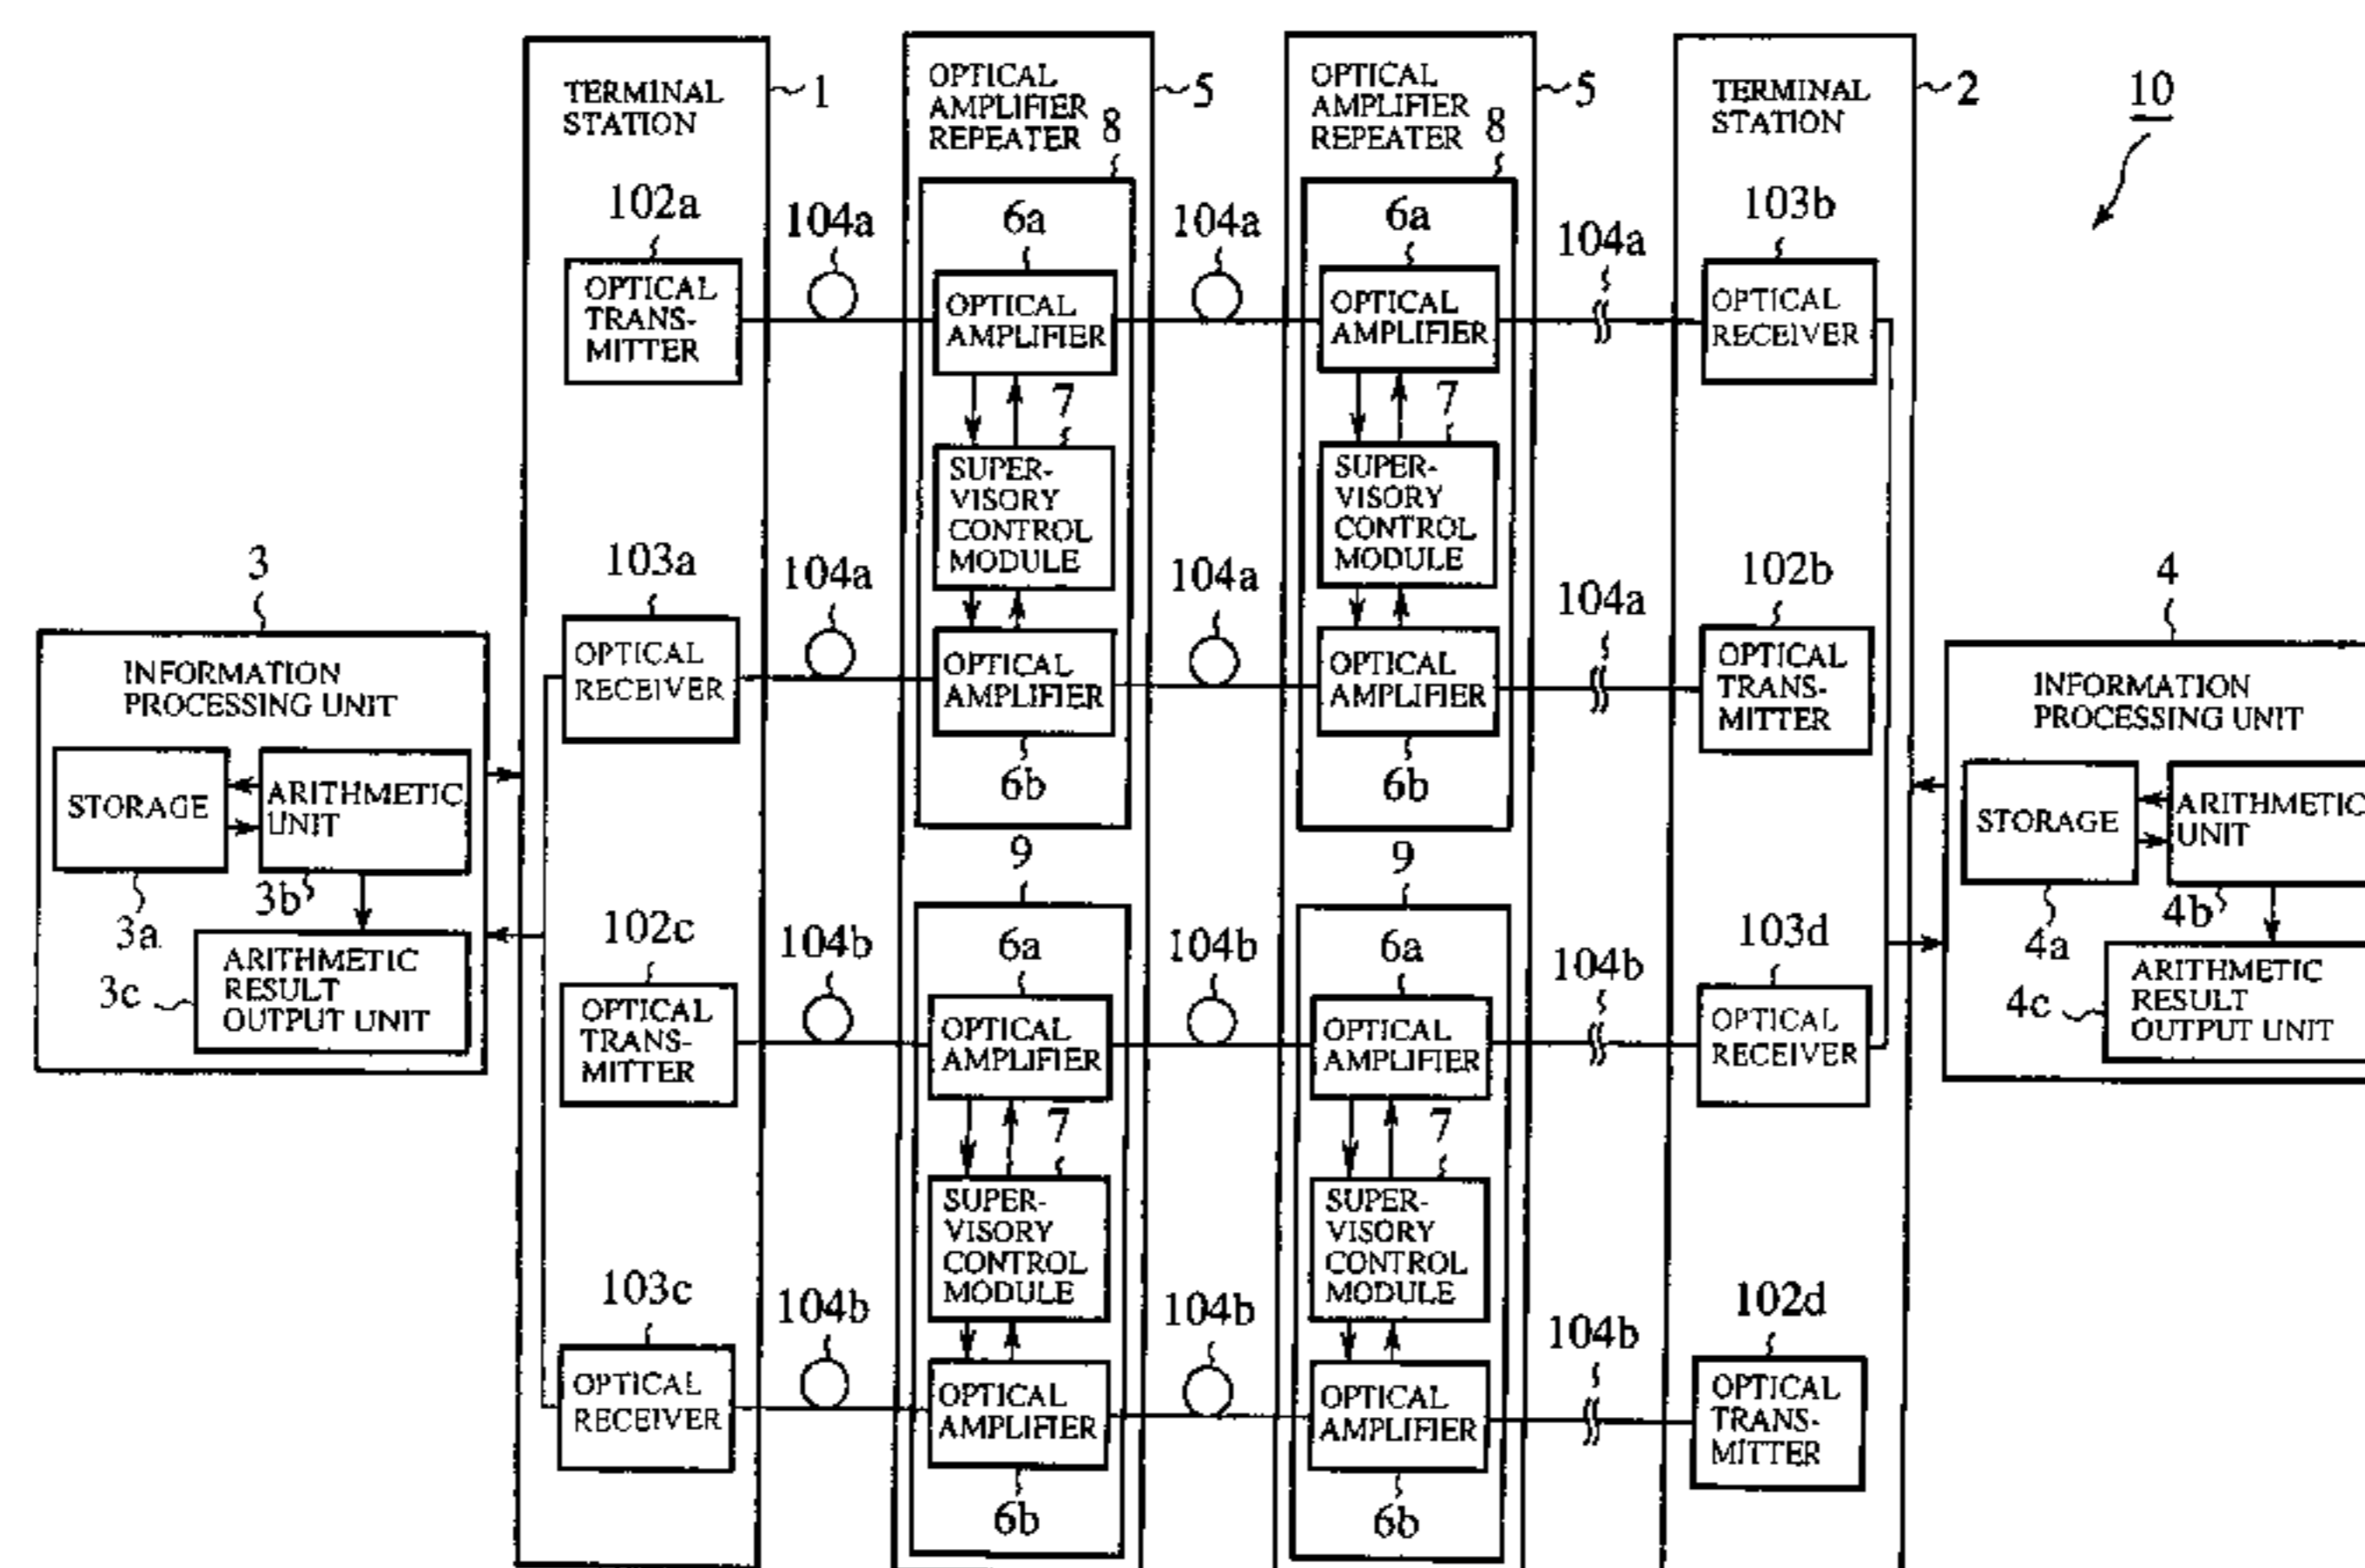 TERMINAL
STATION
1
OPTICAL
AMPLIFIER
REPEATER
5
8
OPTICAL
AMPLIFIER
REPEATER
5
8
TERMINAL
STATION
2
10
102a
104a
6a
104a
6a
104a
103b
OPTICAL
TRANS-
MITTER
OPTICAL
AMPLIFIER
OPTICAL
AMPLIFIER
OPTICAL
RECEIVER
7
7
SUPER-
VISORY
CONTROL
MODULE
SUPER-
VISORY
CONTROL
MODULE
3
103a
104a
104a
104a
102b
4
OPTICAL
RECEIVER
OPTICAL
AMPLIFIER
OPTICAL
AMPLIFIER
OPTICAL
TRANS-
MITTER
6b
6b
INFORMATION
PROCESSING UNIT
STORAGE
ARITHMETIC
UNIT
3a
3b
ARITHMETIC
RESULT
OUTPUT UNIT
3c
INFORMATION
PROCESSING UNIT
STORAGE
ARITHMETIC
UNIT
4a
4b
ARITHMETIC
RESULT
OUTPUT UNIT
4c
9
9
102c
104b
6a
104b
6a
104b
103d
OPTICAL
TRANS-
MITTER
OPTICAL
AMPLIFIER
OPTICAL
AMPLIFIER
OPTICAL
RECEIVER
7
7
SUPER-
VISORY
CONTROL
MODULE
SUPER-
VISORY
CONTROL
MODULE
103c
104b
104b
104b
102d
OPTICAL
RECEIVER
OPTICAL
AMPLIFIER
OPTICAL
AMPLIFIER
OPTICAL
TRANS-
MITTER
6b
6b